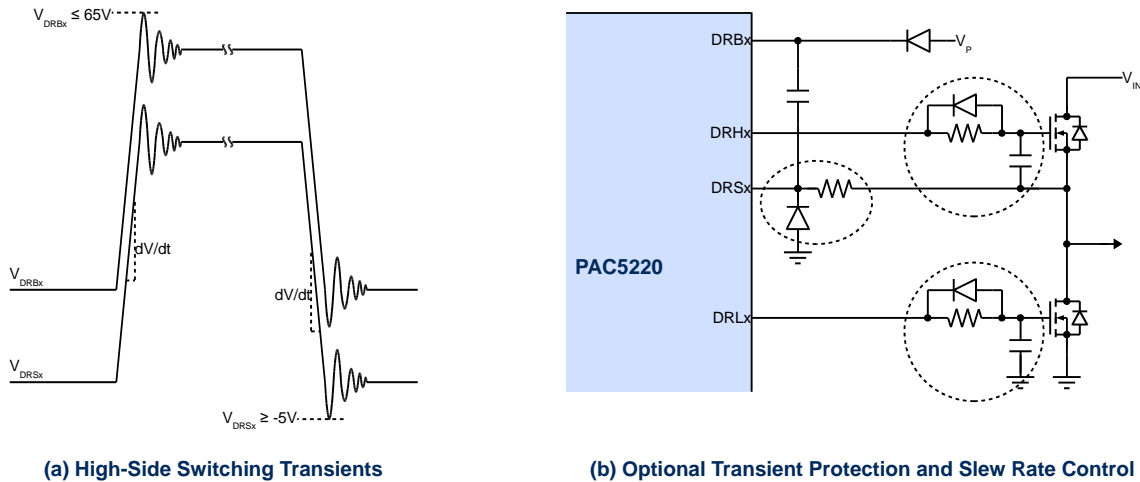 V_DRBx ≤ 65V
dV/dt
dV/dt
V_DRBx
V_DRSx
V_DRSx ≥ -5V
(a) High-Side Switching Transients
DRBx
V_P
V_IN
DRHx
DRSx
PAC5220
DRLx
(b) Optional Transient Protection and Slew Rate Control